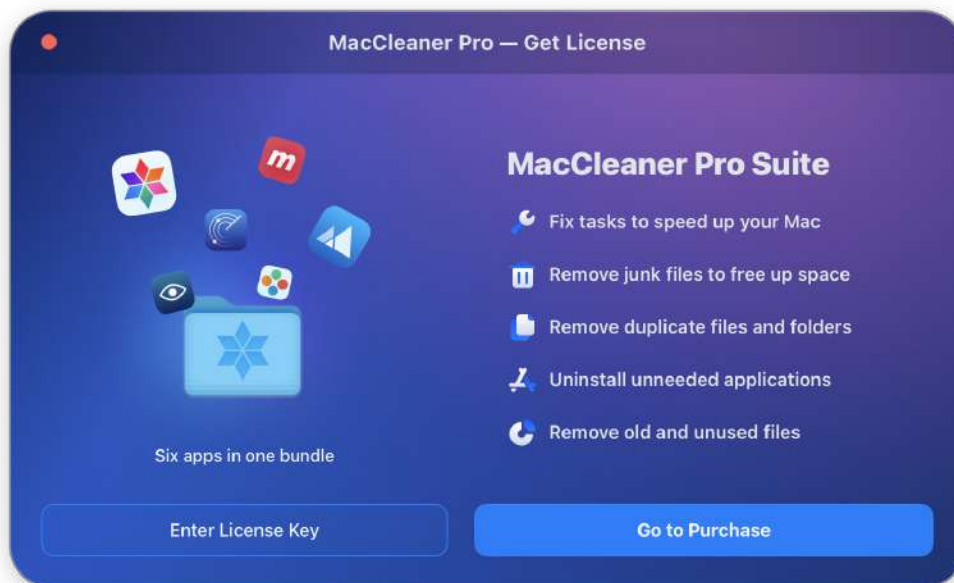 MacCleaner Pro — Get License
m
MacCleaner Pro Suite
Fix tasks to speed up your Mac
Remove junk files to free up space
Remove duplicate files and folders
Uninstall unneeded applications
Remove old and unused files
Six apps in one bundle
Enter License Key
Go to Purchase